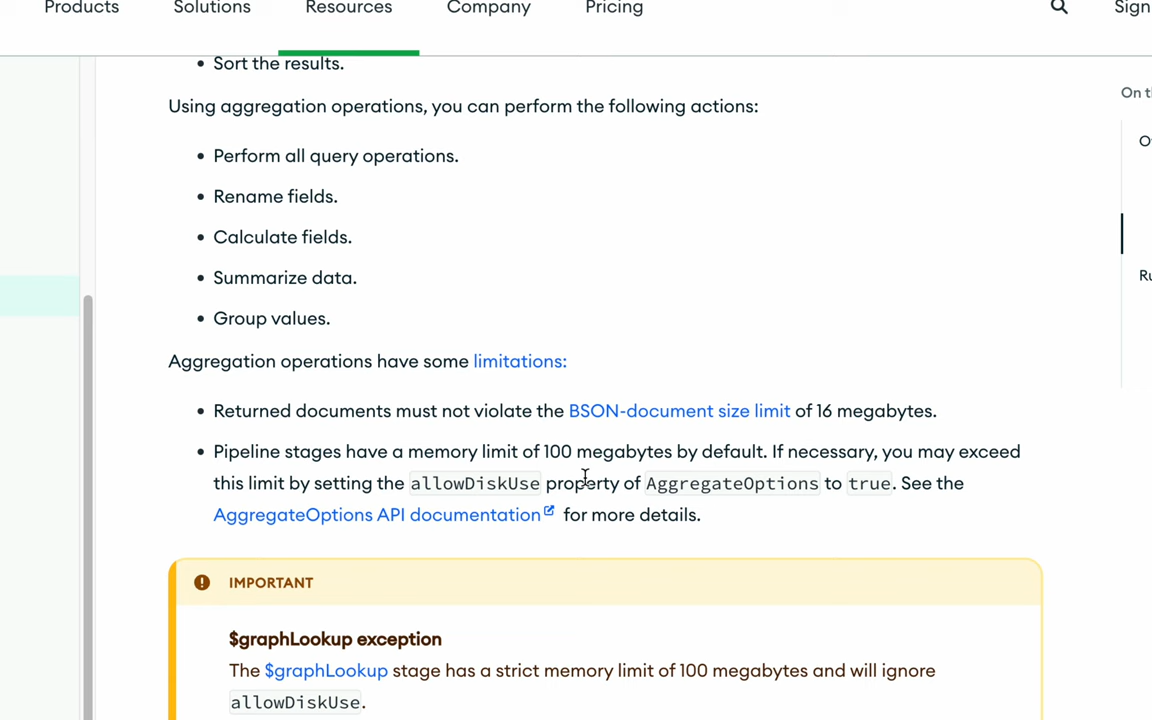 Products Solutions Resources Company Pricing Sign
Sort the results.
Using aggregation operations, you can perform the following actions:
On
Perform all query operations.
Rename fields.
Calculate fields.
Summarize data.
Group values.
Aggregation operations have some limitations:
Returned documents must not violate the BSON-document size limit of 16 megabytes.
Pipeline stages have a memory limit of 100 megabytes by default. If necessary, you may exceed
this limit by setting the allowDiskUse property of AggregateOptions to true. See the
AggregateOptions API documentation for more details.
IMPORTANT
$graphLookup exception
The $graphLookup stage has a strict memory limit of 100 megabytes and will ignore
allowDiskUse.